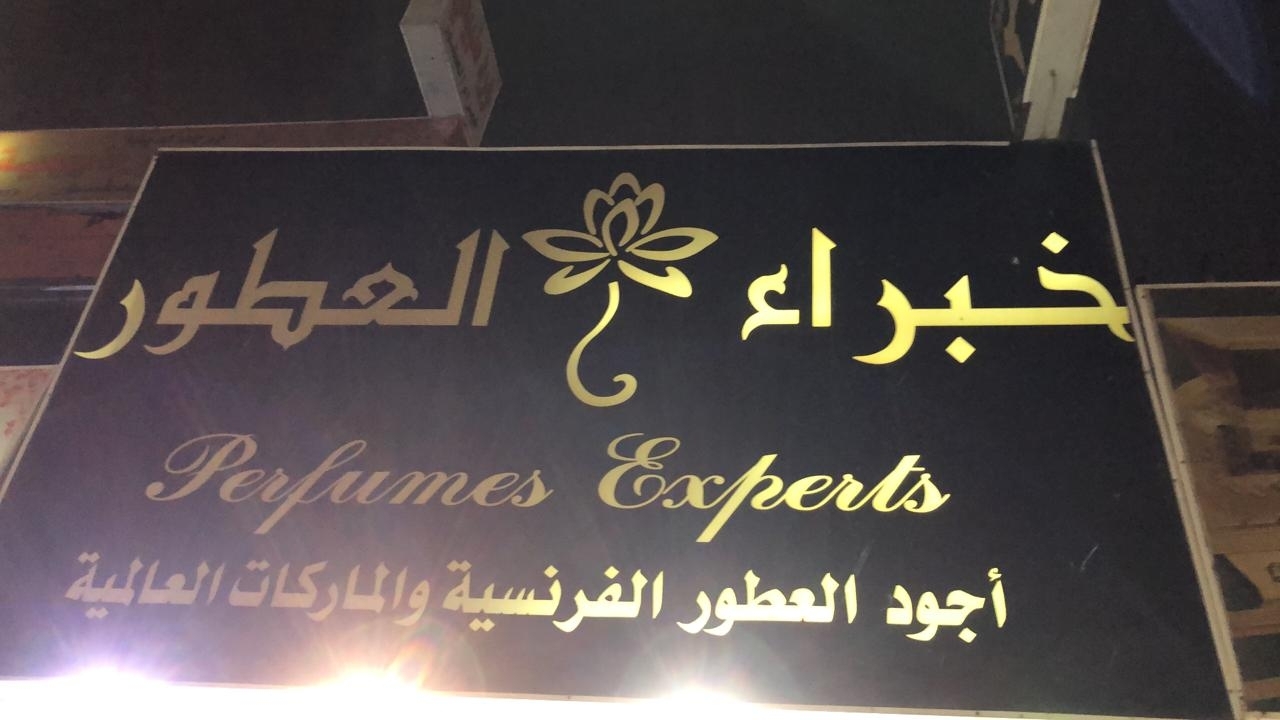 خبراء العطور
Perfumes Experts
أجود العطور الفرنسية والماركات العالمية